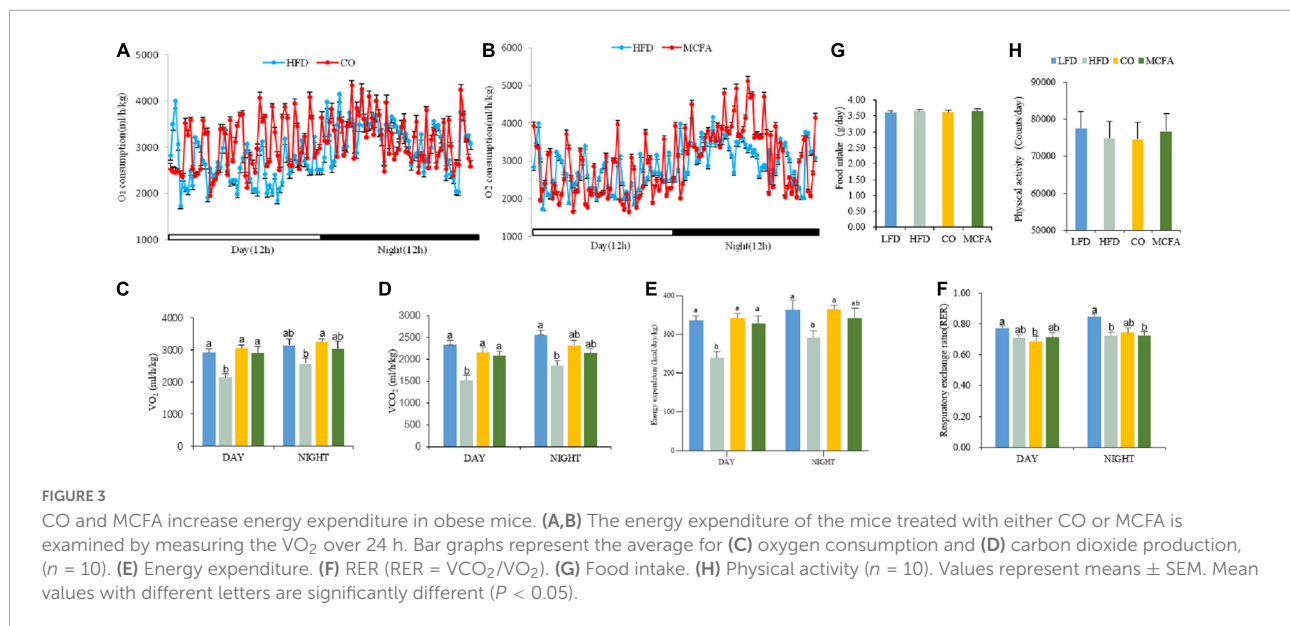 A
5000
4000
3000
2000
1000
O2 consumption(ml/h/kg)
HFD CO
Day(12h) Night(12h)
B
6000
5000
4000
3000
2000
1000
O2 consumption(ml/h/kg)
HFD MCFA
Day(12h) Night(12h)
G
LFD HFD CO MCFA
4.00
3.50
3.00
2.50
2.00
1.50
1.00
0.50
0.00
Food intake (g/day)
LFD HFD CO MCFA
H
90000
80000
70000
60000
50000
Physical activity (Counts/day)
LFD HFD CO MCFA
C
4000
3000
2000
1000
0
VO2 (ml/h/kg)
a b a a ab b a ab
DAY NIGHT
D
3000
2500
2000
1500
1000
500
0
VCO2 (ml/h/kg)
a b a a a b ab ab
DAY NIGHT
E
400
300
200
100
0
Energy expenditure (kcal/day/kg)
a b a a a b a ab
DAY NIGHT
F
1.00
0.80
0.60
0.40
0.20
0.00
Respiratory exchange ratio(RER)
a ab b ab a b ab b
DAY NIGHT
FIGURE 3
CO and MCFA increase energy expenditure in obese mice. (A,B) The energy expenditure of the mice treated with either CO or MCFA is
examined by measuring the VO2 over 24 h. Bar graphs represent the average for (C) oxygen consumption and (D) carbon dioxide production,
(n = 10). (E) Energy expenditure. (F) RER (RER = VCO2/VO2). (G) Food intake. (H) Physical activity (n = 10). Values represent means ± SEM. Mean
values with different letters are significantly different (P < 0.05).